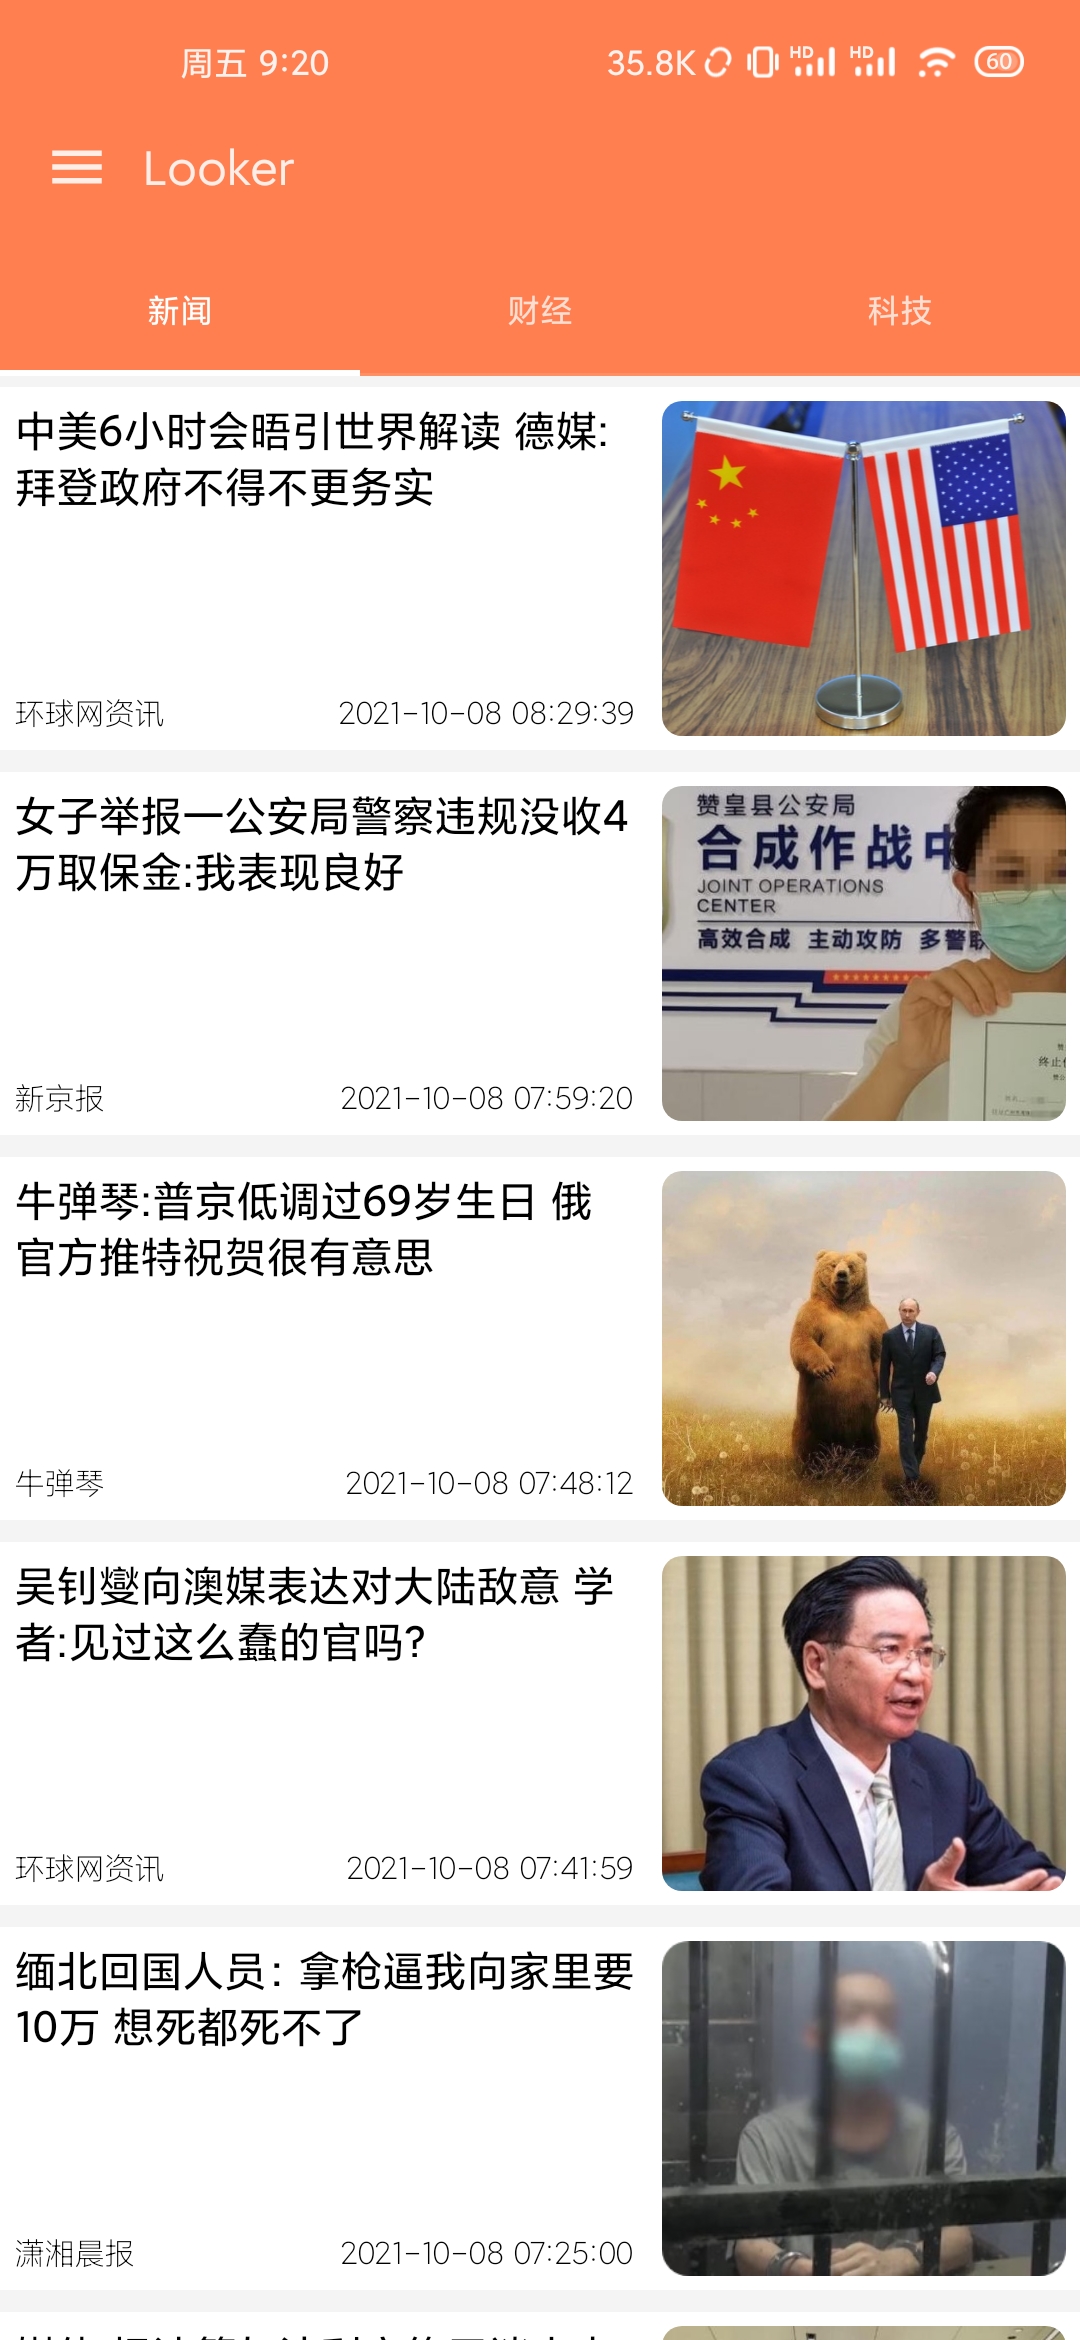 周五 9:20
35.8K HD HD 60
Looker
新闻 财经 科技
中美6小时会晤引世界解读 德媒:
拜登政府不得不更务实
环球网资讯 2021-10-08 08:29:39
女子举报一公安局警察违规没收4
万取保金:我表现良好
新京报 2021-10-08 07:59:20
赞皇县公安局
合成作战中
JOINT OPERATIONS
CENTER
高效合成 主动攻防 多警联
终止
牛弹琴:普京低调过69岁生日 俄
官方推特祝贺很有意思
牛弹琴 2021-10-08 07:48:12
吴钊燮向澳媒表达对大陆敌意 学
者:见过这么蠢的官吗?
环球网资讯 2021-10-08 07:41:59
缅北回国人员: 拿枪逼我向家里要
10万 想死都死不了
潇湘晨报 2021-10-08 07:25:00